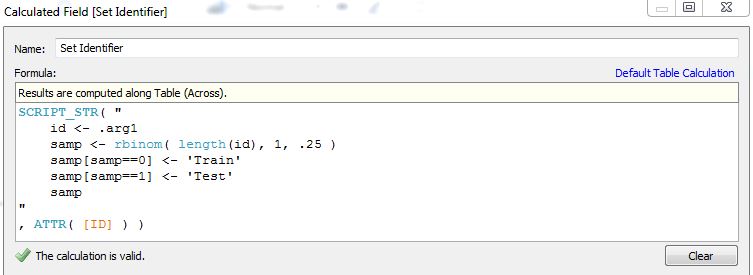 Calculated Field [Set Identifier]
Name: Set Identifier
Formula: Default Table Calculation
Results are computed along Table (Across).
SCRIPT_STR( "
id <- .arg1
samp <- rbinom( length(id), 1, .25 )
samp[samp==0] <- 'Train'
samp[samp==1] <- 'Test'
samp
"
, ATTR( [ID] ) )
The calculation is valid. Clear